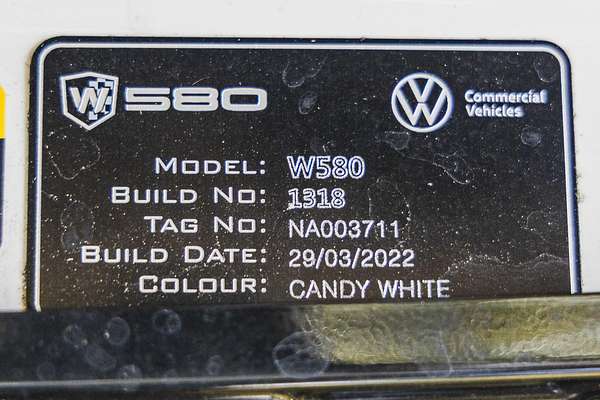 W580
Commercial
Vehicles
MODEL: W580
BUILD NO: 1318
TAG NO: NA003711
BUILD DATE: 29/03/2022
COLOUR: CANDY WHITE